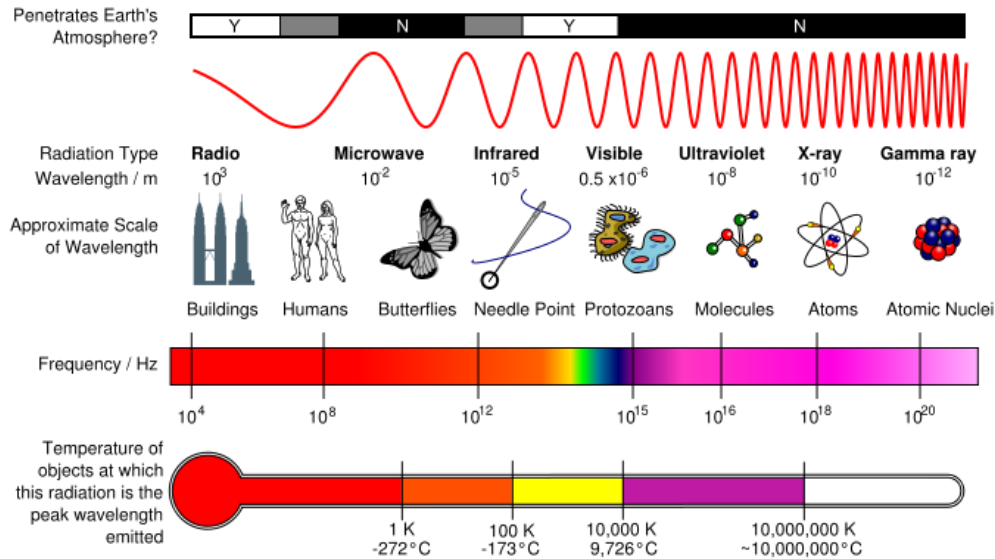 Penetrates Earth's
Atmosphere?
Y N Y N
Radiation Type
Radio Microwave Infrared Visible Ultraviolet X-ray Gamma ray
Wavelength / m
10³ 10⁻² 10⁻⁵ 0.5 x10⁻⁶ 10⁻⁸ 10⁻¹⁰ 10⁻¹²
Approximate Scale
of Wavelength
Buildings Humans Butterflies Needle Point Protozoans Molecules Atoms Atomic Nuclei
Frequency / Hz
10⁴ 10⁸ 10¹² 10¹⁵ 10¹⁶ 10¹⁸ 10²⁰
Temperature of
objects at which
this radiation is the
peak wavelength
emitted
1 K 100 K 10,000 K 10,000,000 K
-272°C -173°C 9,726°C ~10,000,000°C